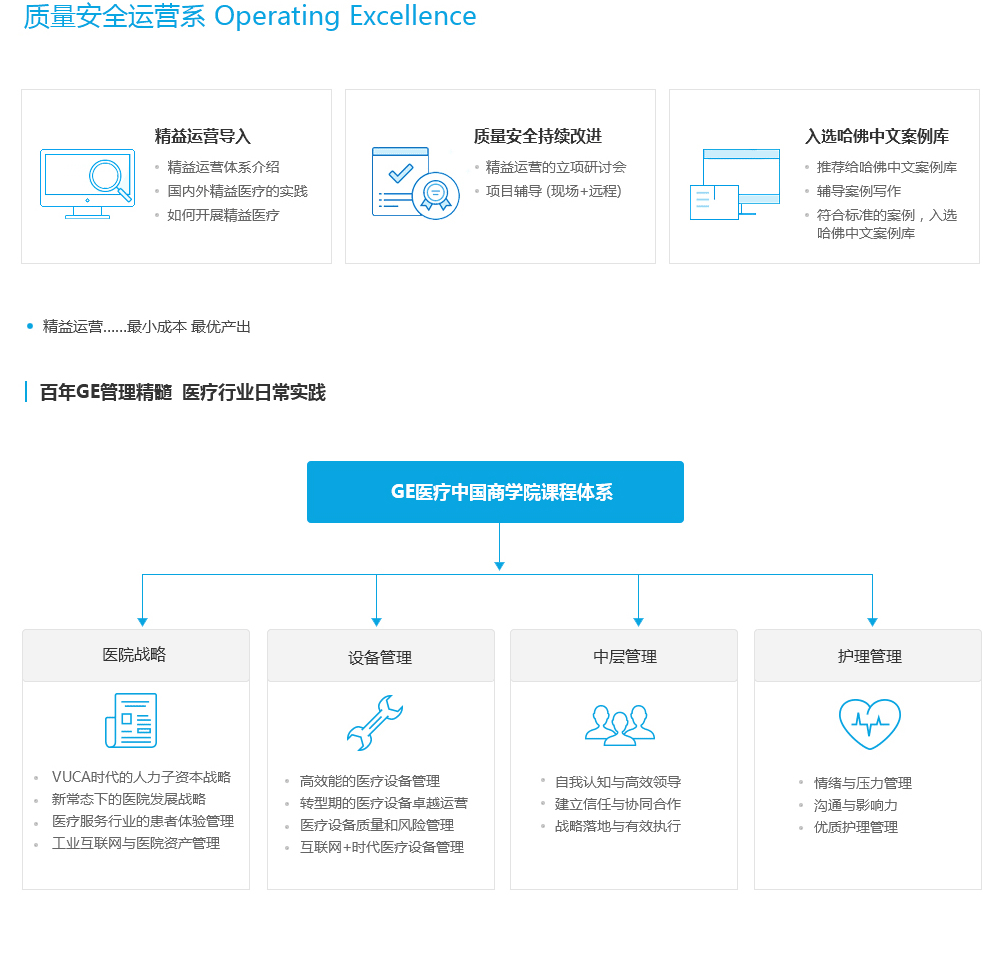 质量安全运营系 Operating Excellence
精益运营导入
精益运营体系介绍
国内外精益医疗的实践
如何开展精益医疗
质量安全持续改进
精益运营的立项研讨会
项目辅导 (现场+远程)
入选哈佛中文案例库
推荐给哈佛中文案例库
辅导案例写作
符合标准的案例，入选
哈佛中文案例库
精益运营......最小成本 最优产出
百年GE管理精髓 医疗行业日常实践
GE医疗中国商学院课程体系
医院战略
VUCA时代的人力子资本战略
新常态下的医院发展战略
医疗服务行业的患者体验管理
工业互联网与医院资产管理
设备管理
高效能的医疗设备管理
转型期的医疗设备卓越运营
医疗设备质量和风险管理
互联网+时代医疗设备管理
中层管理
自我认知与高效领导
建立信任与协同合作
战略落地与有效执行
护理管理
情绪与压力管理
沟通与影响力
优质护理管理